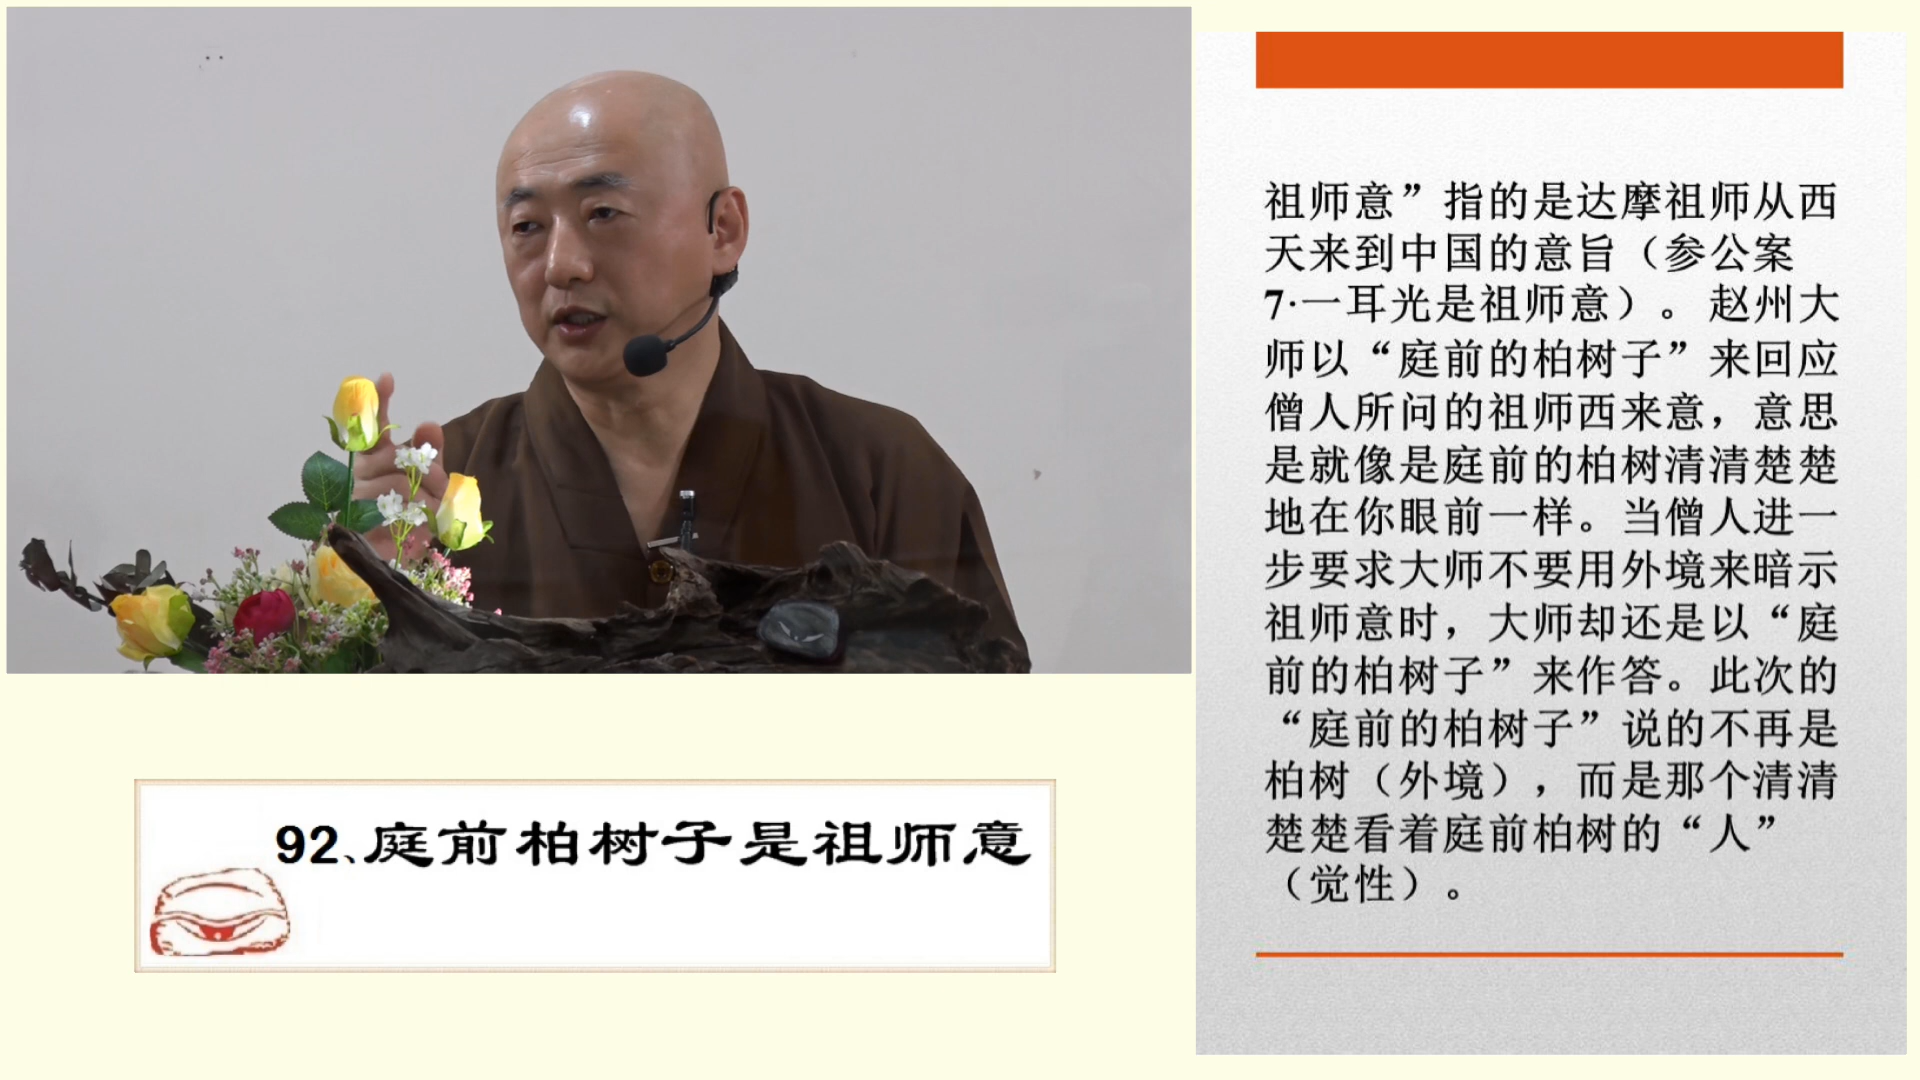 祖师意”指的是达摩祖师从西
天来到中国的意旨（参公案
7·一耳光是祖师意）。赵州大
师以“庭前的柏树子”来回应
僧人所问的祖师西来意，意思
是就像是庭前的柏树清清楚楚
地在你眼前一样。当僧人进一
步要求大师不要用外境来暗示
祖师意时，大师却还是以“庭
前的柏树子”来作答。此次的
“庭前的柏树子”说的不再是
柏树（外境），而是那个清清
楚楚看着庭前柏树的“人”
（觉性）。
92、庭前柏树子是祖师意